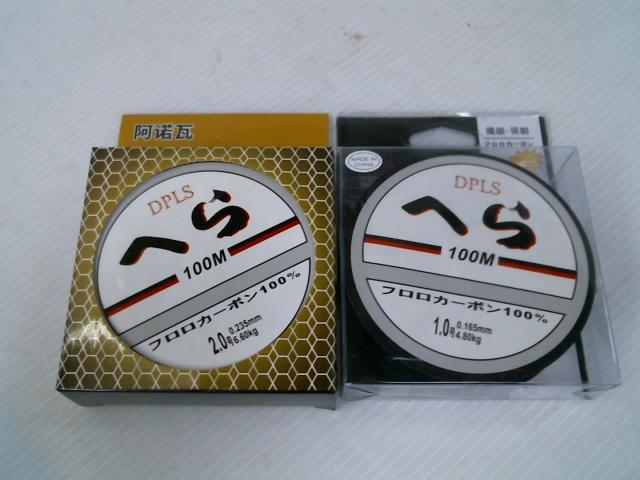 阿诺瓦
DPLS
へら
100M
フロロカーボン100%
2.0号
0.235mm
6.60kg
フロロカーボン
MADE IN
CHINA
DPLS
へら
100M
フロロカーボン100%
1.0号
0.165mm
4.80kg